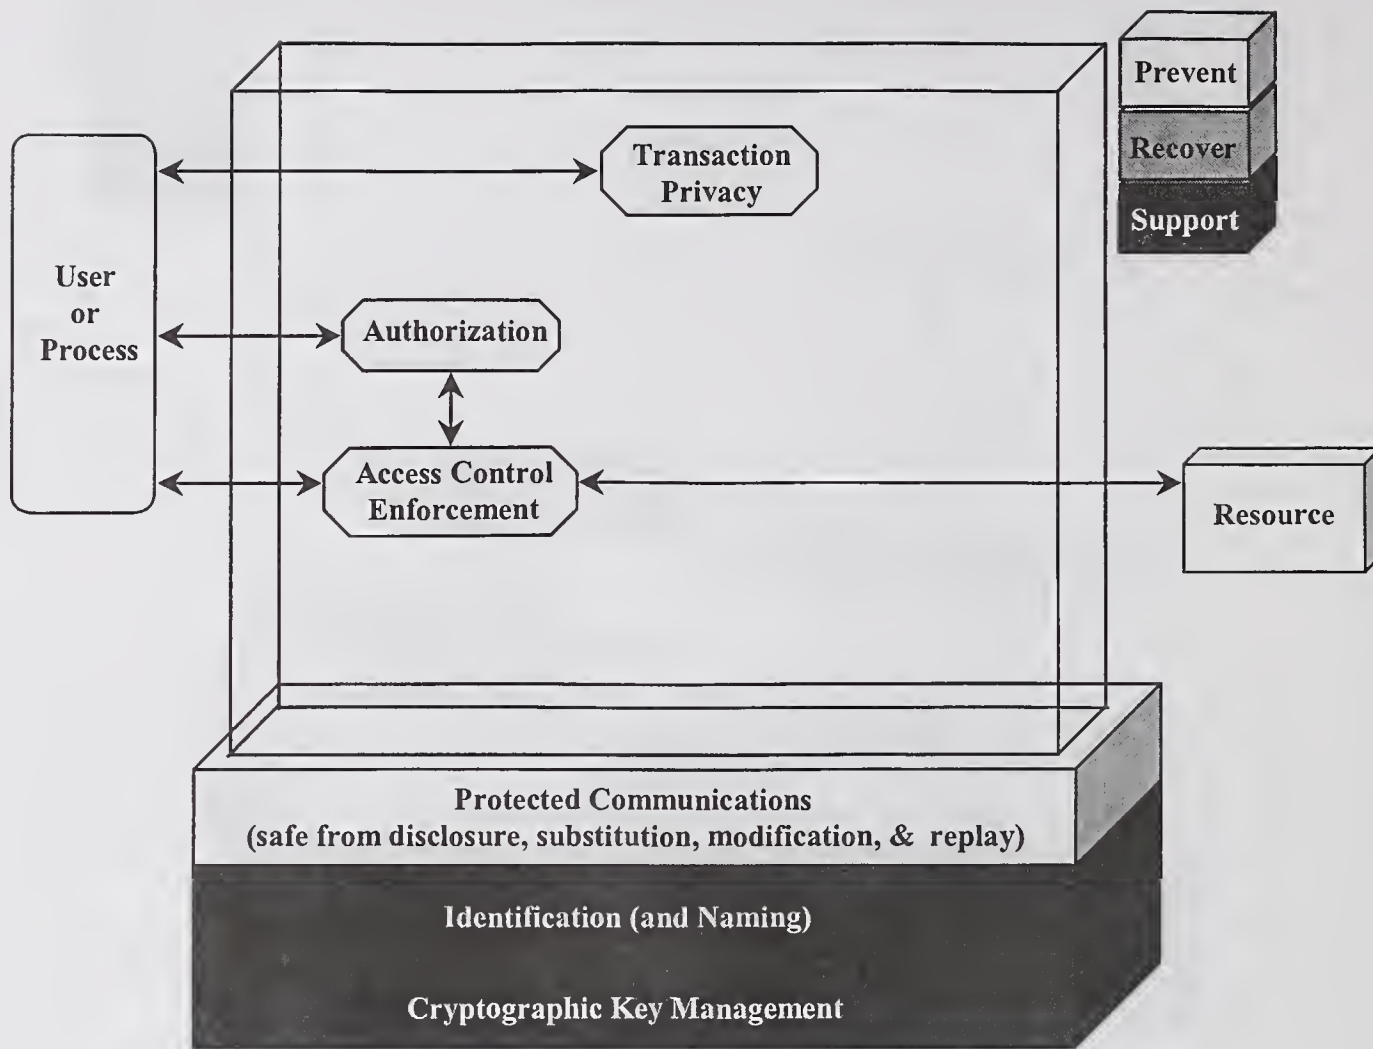 Prevent
Recover
Support
Transaction
Privacy
User
or
Process
Authorization
Access Control
Enforcement
Resource
Protected Communications
(safe from disclosure, substitution, modification, & replay)
Identification (and Naming)
Cryptographic Key Management